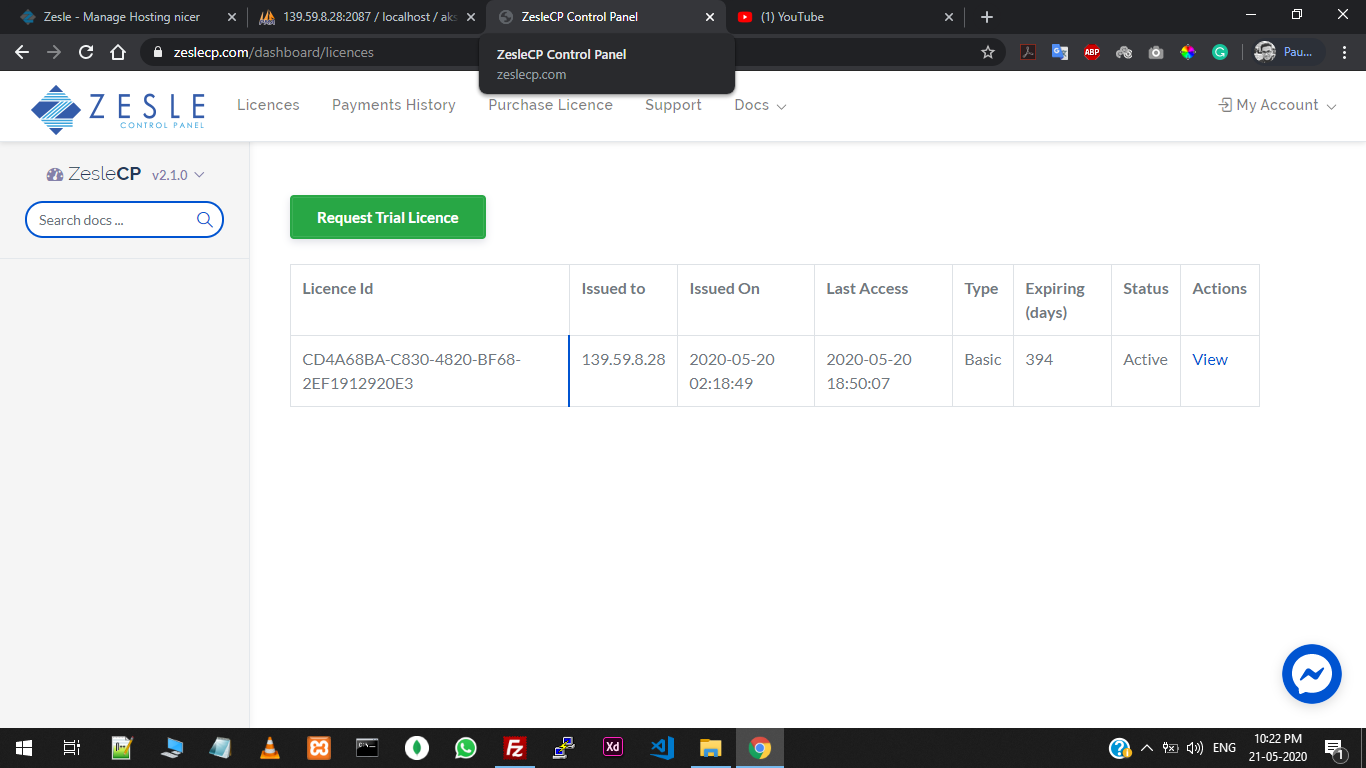 Zesle - Manage Hosting nicer
139.59.8.28:2087 / localhost / aks
ZesleCP Control Panel
(1) YouTube
zeslecp.com/dashboard/licences
ABP
G
Pau...
ZesleCP Control Panel
zeslecp.com
ZESLE
CONTROL PANEL
Licences
Payments History
Purchase Licence
Support
Docs
My Account
ZesleCP v2.1.0
Search docs ...
Request Trial Licence
Licence Id
Issued to
Issued On
Last Access
Type
Expiring
(days)
Status
Actions
CD4A68BA-C830-4820-BF68-
2EF1912920E3
139.59.8.28
2020-05-20
02:18:49
2020-05-20
18:50:07
Basic
394
Active
View
Fz
Xd
ENG
10:22 PM
21-05-2020
1